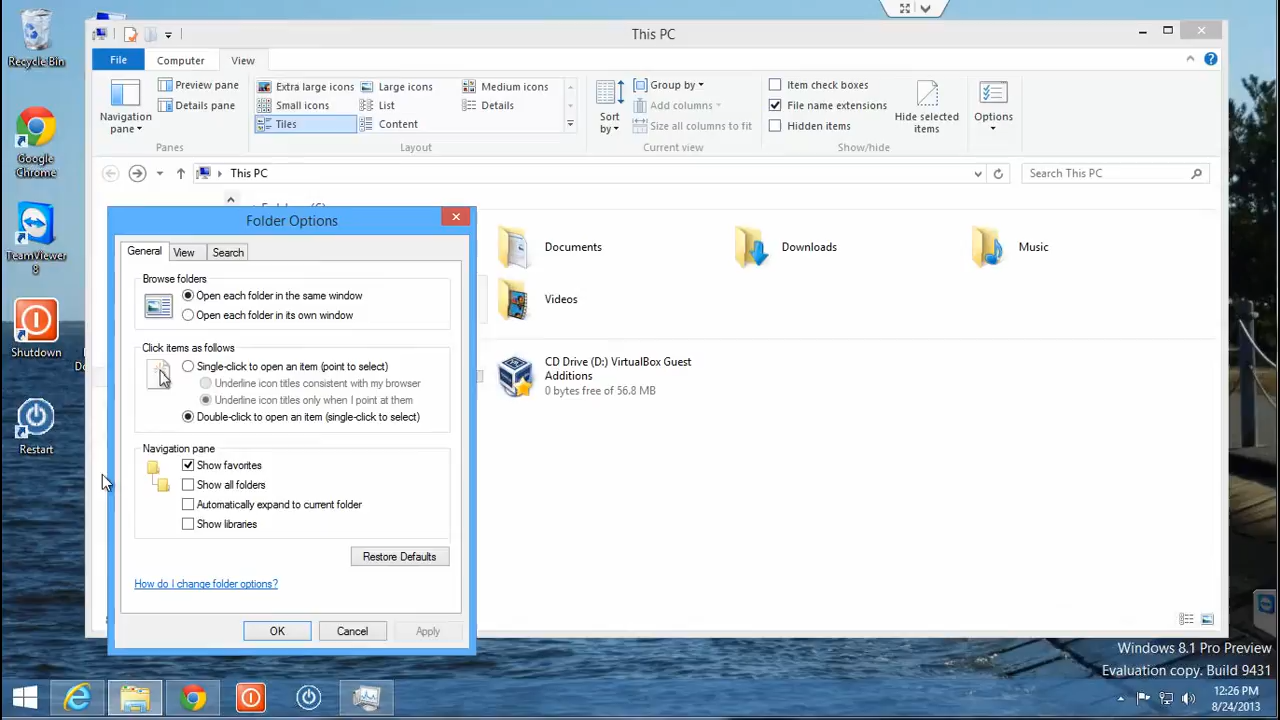 Recycle Bin
Google
Chrome
TeamViewer
8
Shutdown
Restart
This PC
File
Computer
View
Navigation
pane
Preview pane
Details pane
Panes
Extra large icons
Large icons
Medium icons
Small icons
List
Details
Tiles
Content
Layout
Sort
by
Group by
Add columns
Size all columns to fit
Current view
Item check boxes
File name extensions
Hidden items
Hide selected
items
Show/hide
Options
This PC
Search This PC
Documents
Downloads
Music
Videos
CD Drive (D:) VirtualBox Guest
Additions
0 bytes free of 56.8 MB
Folder Options
General
View
Search
Browse folders
Open each folder in the same window
Open each folder in its own window
Click items as follows
Single-click to open an item (point to select)
Underline icon titles consistent with my browser
Underline icon titles only when I point at them
Double-click to open an item (single-click to select)
Navigation pane
Show favorites
Show all folders
Automatically expand to current folder
Show libraries
Restore Defaults
How do I change folder options?
OK
Cancel
Apply
Windows 8.1 Pro Preview
Evaluation copy. Build 9431
12:26 PM
8/24/2013